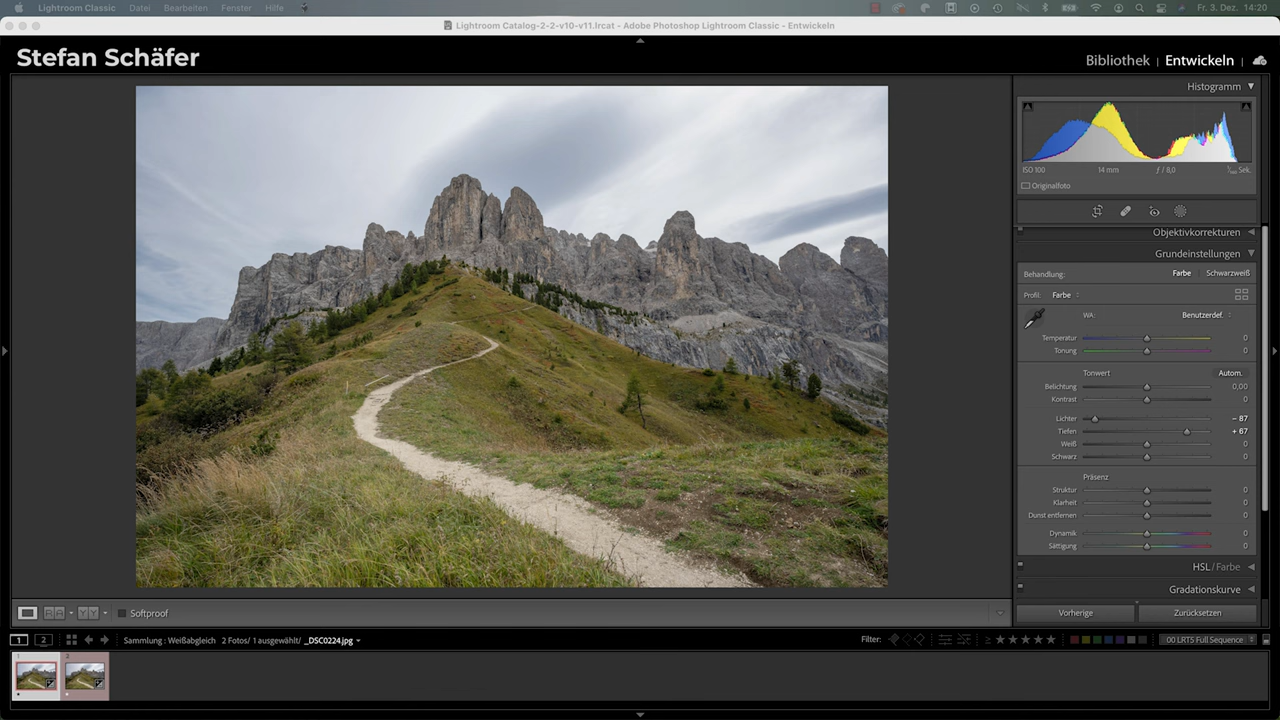 Lightroom Classic Datei Bearbeiten Fenster Hilfe Fr. 3. Dez. 14:20
Lightroom Catalog-2-2-v10-v11.lrcat - Adobe Photoshop Lightroom Classic - Entwickeln
Stefan Schäfer
Bibliothek | Entwickeln |
Histogramm
ISO 100 14 mm ƒ / 8,0 Sek.
Originalfoto
Objektivkorrekturen
Grundeinstellungen
Behandlung: Farbe Schwarzweiß
Profil: Farbe
WA: Benutzerdef.
Temperatur 0
Tonung 0
Tonwert Autom.
Belichtung 0,00
Kontrast 0
Lichter – 87
Tiefen + 67
Weiß 0
Schwarz 0
Präsenz
Struktur 0
Klarheit 0
Dunst entfernen 0
Dynamik 0
Sättigung 0
HSL / Farbe
Gradationskurve
Softproof
Vorherige Zurücksetzen
1 2 Sammlung : Weißabgleich 2 Fotos/ 1 ausgewählt/ _DSC0224.jpg Filter: 00 LRTS Full Sequence
1 2